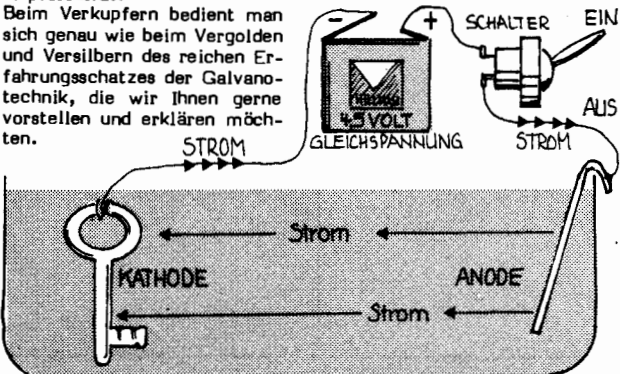 Beim Verkupfern bedient man
sich genau wie beim Vergolden
und Versilbern des reichen Er-
fahrungsschatzes der Galvano-
technik, die wir Ihnen gerne
vorstellen und erklären möch-
ten.
-
+
SCHALTER
EIN
AUS
4.5 VOLT
GLEICHSPANNUNG
STROM
STROM
Strom
KATHODE
ANODE
Strom